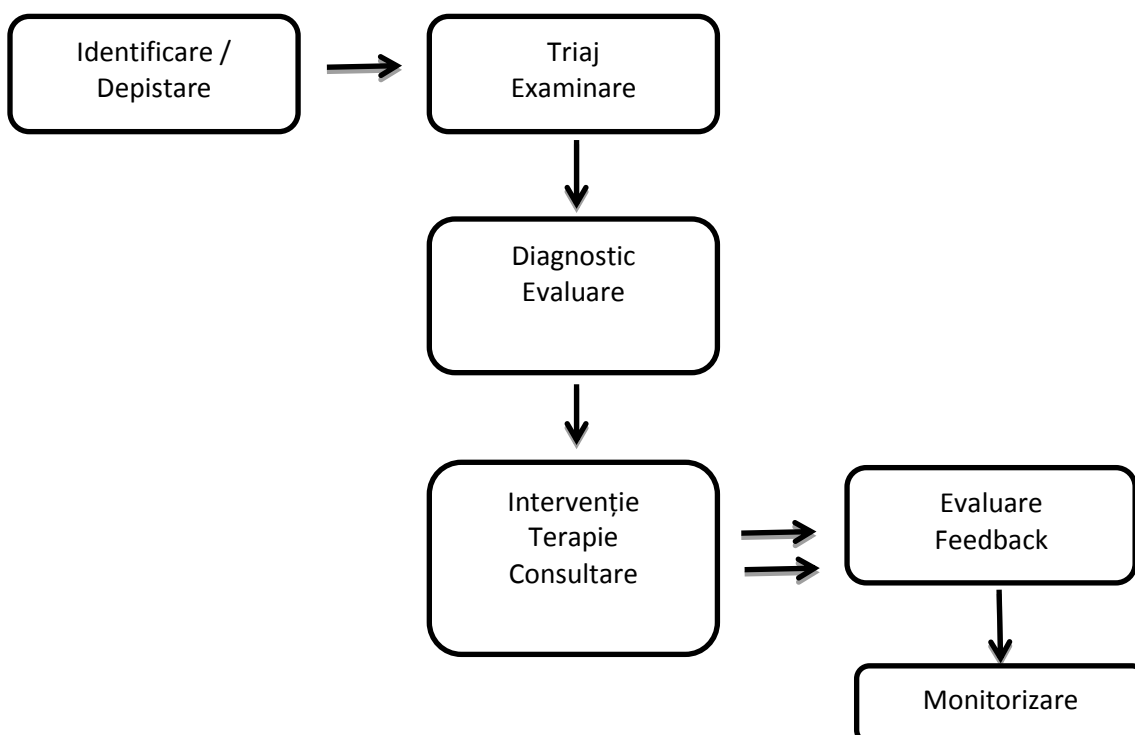 Identificare /
Depistare
Triaj
Examinare
Diagnostic
Evaluare
Intervenție
Terapie
Consultare
Evaluare
Feedback
Monitorizare